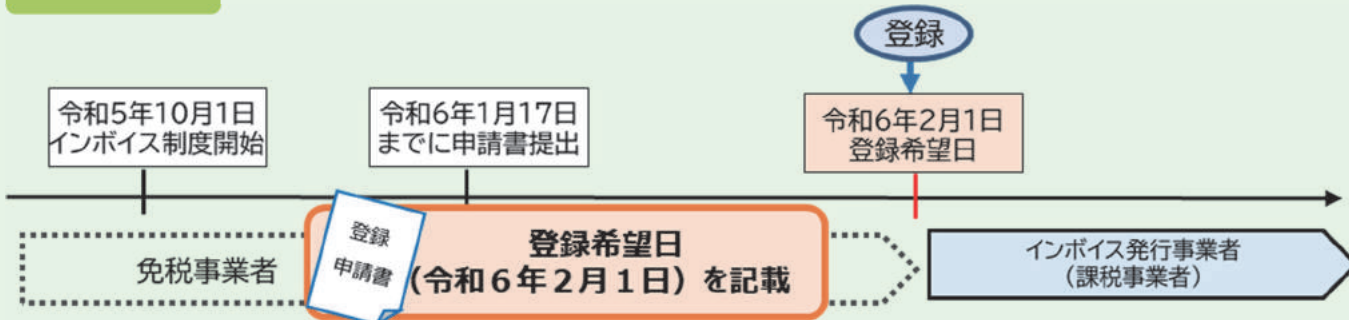 登録
令和5年10月1日
インボイス制度開始
令和6年1月17日
までに申請書提出
令和6年2月1日
登録希望日
免税事業者
登録
申請書
登録希望日
(令和6年2月1日)を記載
インボイス発行事業者
(課税事業者)